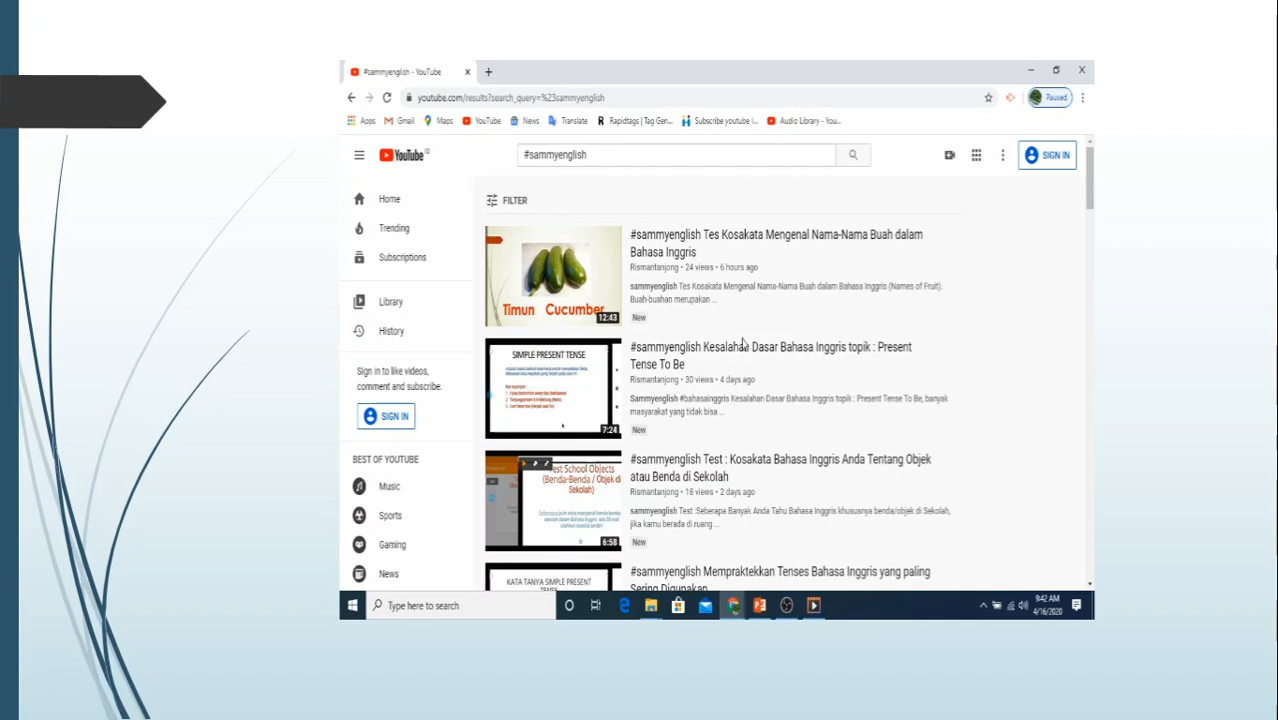 #sammyenglish - YouTube
youtube.com/results?search_query=%23sammyenglish
Paused
Apps
Gmail
Maps
YouTube
News
Translate
Rapidtags | Tag Gen...
Subscribe youtube i...
Audio Library - You...
YouTube
#sammyenglish
SIGN IN
Home
Trending
Subscriptions
Library
History
Sign in to like videos,
comment and subscribe.
SIGN IN
BEST OF YOUTUBE
Music
Sports
Gaming
News
FILTER
Timun Cucumber
12:43
#sammyenglish Tes Kosakata Mengenal Nama-Nama Buah dalam
Bahasa Inggris
Rismantanjong • 24 views • 6 hours ago
sammyenglish Tes Kosakata Mengenal Nama-Nama Buah dalam Bahasa Inggris (Names of Fruit).
Buah-buahan merupakan ...
New
SIMPLE PRESENT TENSE
7:24
#sammyenglish Kesalahan Dasar Bahasa Inggris topik : Present
Tense To Be
Rismantanjong • 30 views • 4 days ago
Sammyenglish #bahasainggris Kesalahan Dasar Bahasa Inggris topik : Present Tense To Be, banyak
masyarakat yang tidak bisa ...
New
Test School Objects
(Benda-Benda / Objek di
Sekolah)
6:58
#sammyenglish Test : Kosakata Bahasa Inggris Anda Tentang Objek
atau Benda di Sekolah
Rismantanjong • 18 views • 2 days ago
sammyenglish Test :Seberapa Banyak Anda Tahu Bahasa Inggris khususnya benda/objek di Sekolah,
jika kamu berada di ruang ...
New
KATA TANYA SIMPLE PRESENT
#sammyenglish Mempraktekkan Tenses Bahasa Inggris yang paling
Sering Digunakan
Type here to search
9:42 AM
4/16/2020